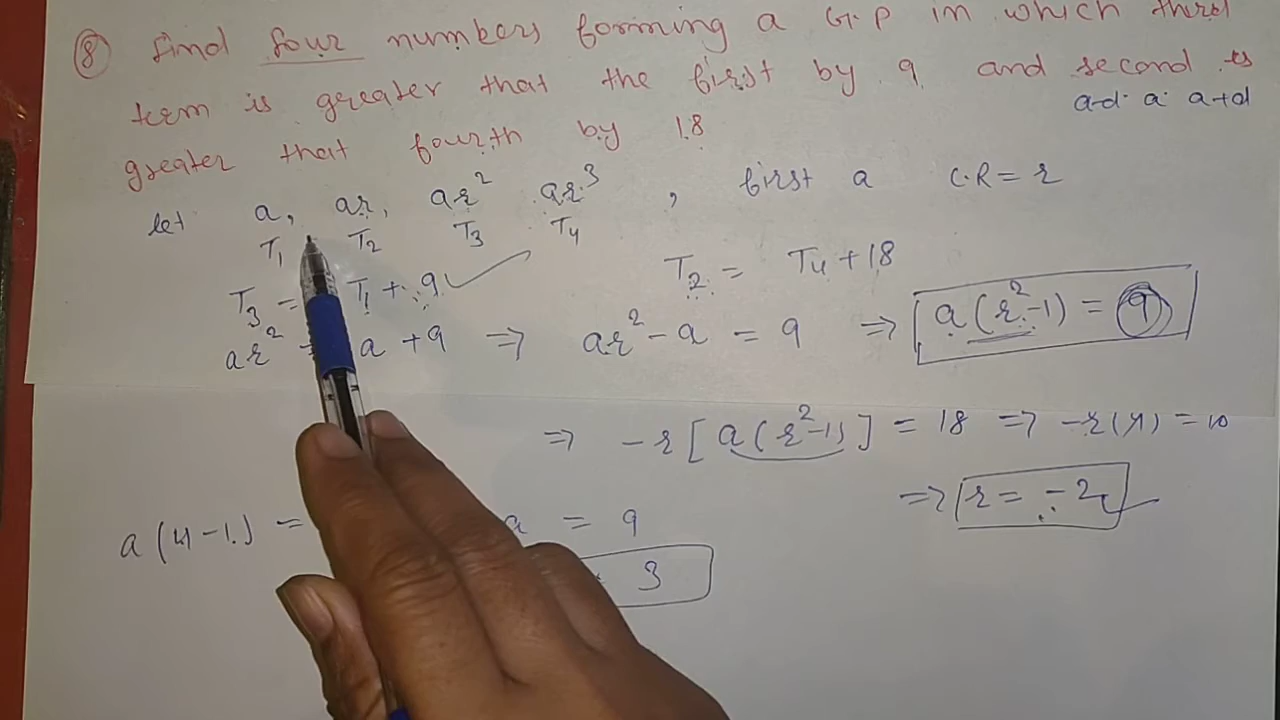 ⑧ Find four numbers forming a G.P in which third
term is greater that the first by 9 and second is
greater that fourth by 18
a-d. a. a+d
let a, ar, ar² ar³ , first a C.R = r
T₁ T₂ T₃ T₄
T₃ = T₁ + 9 T₂ = T₄ + 18
ar² = a + 9 ⇒ ar² - a = 9 ⇒ a(r²-1) = 9
⇒ -r[a(r²-1)] = 18 ⇒ -r(9) = 18
⇒ r = -2
a(4-1) = a = 9
3